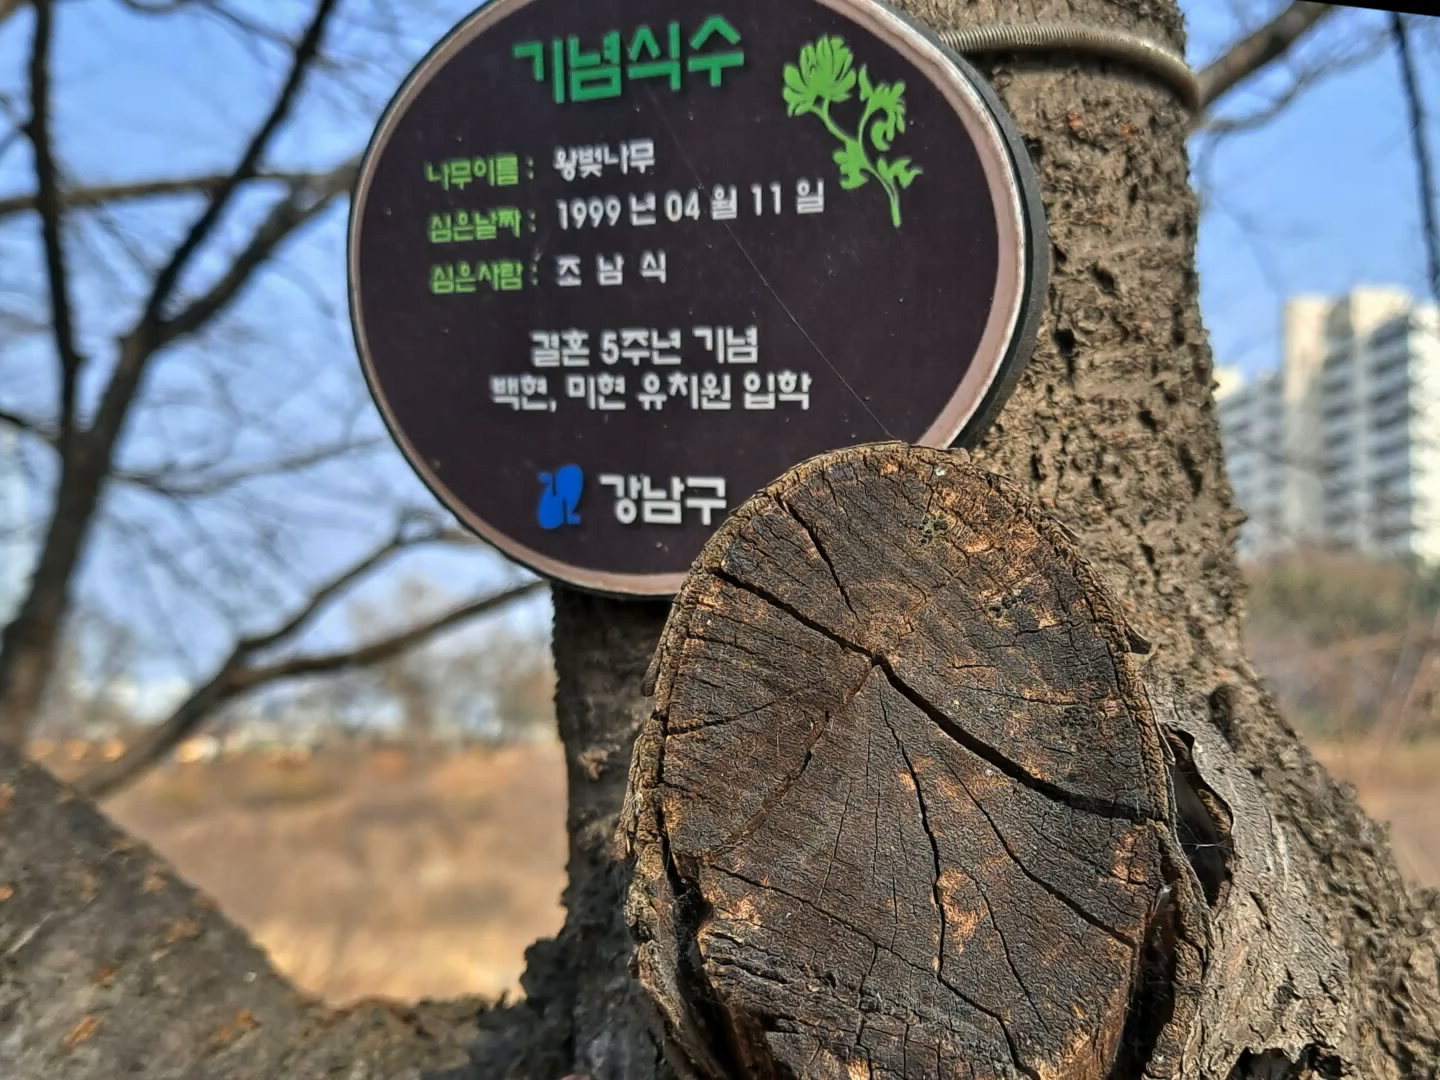 기념식수
나무이름 : 왕벚나무
심은날짜 : 1999 년 04 월 11 일
심은사람 : 조 남 식
결혼 5주년 기념
백현, 미현 유치원 입학
강남구